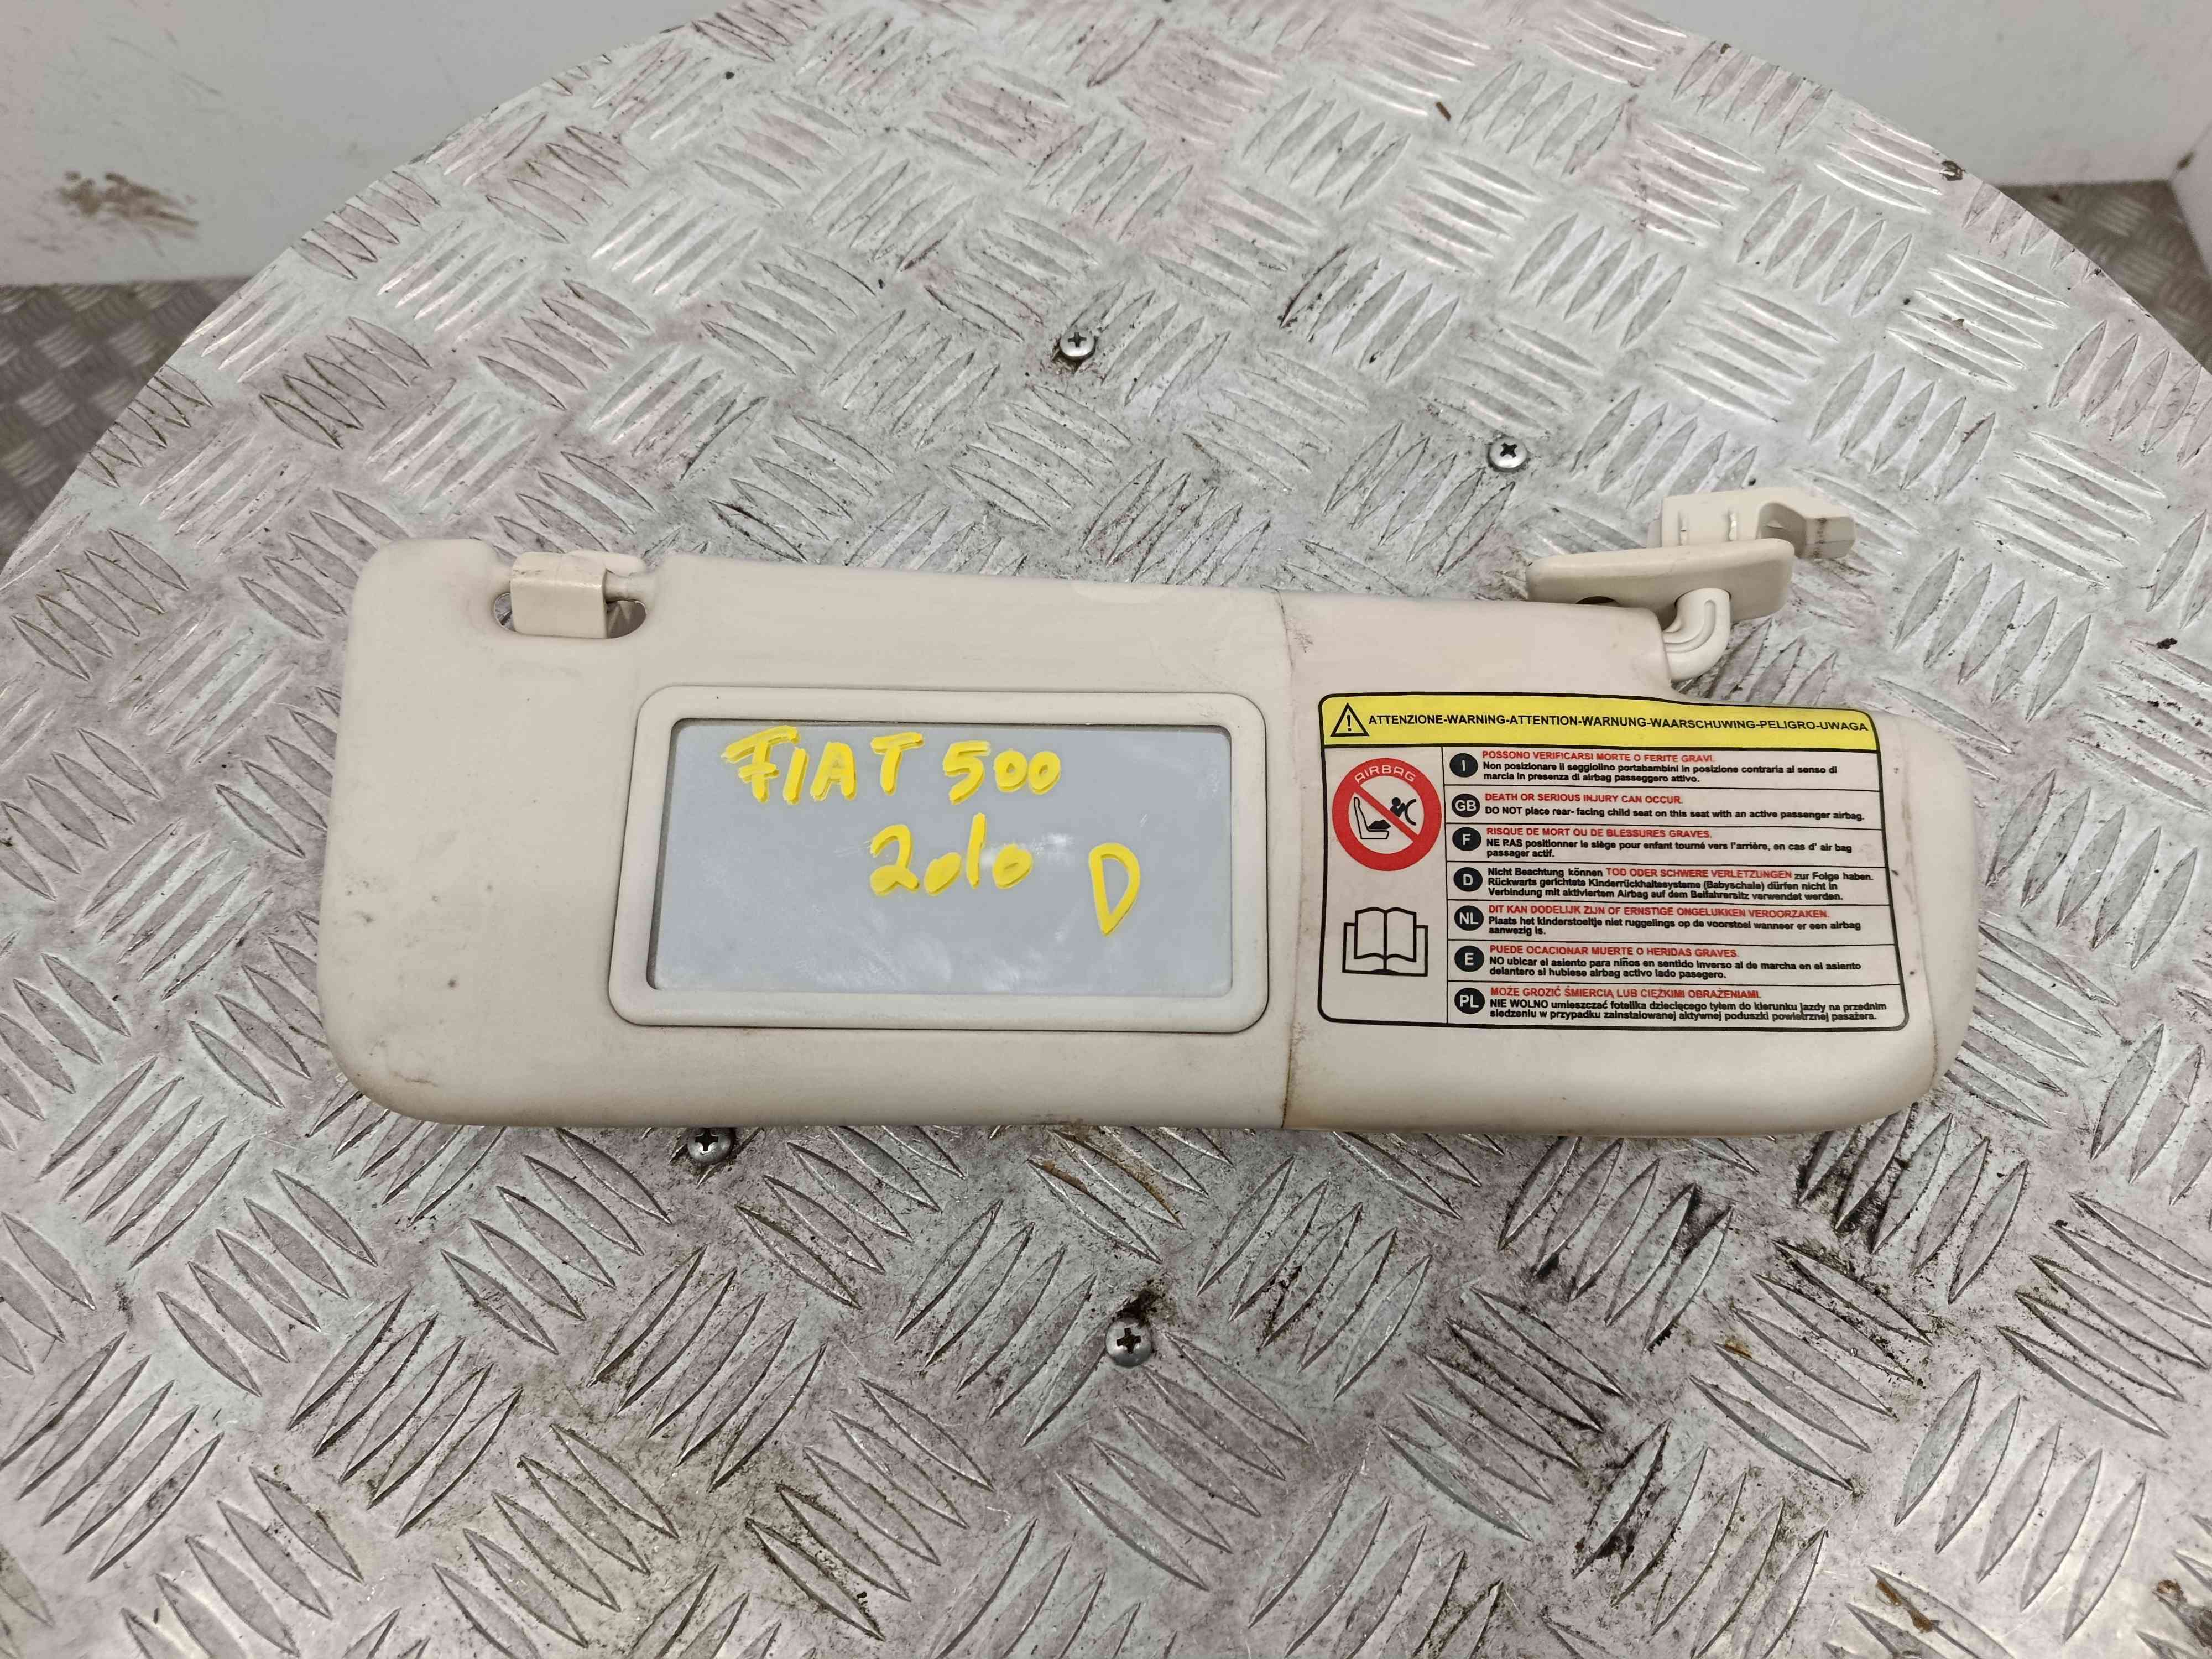 FIAT 500
2010 D
ATTENZIONE-WARNING-ATTENTION-WARNUNG-WAARSCHUWING-PELIGRO-UWAGA
AIRBAG
I
POSSONO VERIFICARSI MORTE O FERITE GRAVI.
Non posizionare il seggiolino portabambini in posizione contraria al senso di
marcia in presenza di airbag passeggero attivo.
GB
DEATH OR SERIOUS INJURY CAN OCCUR.
DO NOT place rear- facing child seat on this seat with an active passenger airbag.
F
RISQUE DE MORT OU DE BLESSURES GRAVES.
NE PAS positionner le siège pour enfant tourné vers l'arrière, en cas d' air bag
passager actif.
D
Nicht Beachtung können TOD ODER SCHWERE VERLETZUNGEN zur Folge haben.
Rückwarts gerichtete Kinderrückhaltesysteme (Babyschale) dürfen nicht in
Verbindung mit aktiviertem Airbag auf dem Beifahrersitz verwendet werden.
NL
DIT KAN DODELIJK ZIJN OF ERNSTIGE ONGELUKKEN VEROORZAKEN.
Plaats het kinderstoeltje niet ruggelings op de voorstoel wanneer er een airbag
aanwezig is.
E
PUEDE OCACIONAR MUERTE O HERIDAS GRAVES.
NO ubicar el asiento para niños en sentido inverso al de marcha en el asiento
delantero si hubiese airbag activo lado pasegero.
PL
MOŻE GROZIĆ ŚMIERCIĄ LUB CIĘŻKIMI OBRAŻENIAMI.
NIE WOLNO umieszczać fotelika dziecięcego tyłem do kierunku jazdy na przednim
siedzeniu w przypadku zainstalowanej aktywnej poduszki powietrznej pasażera.